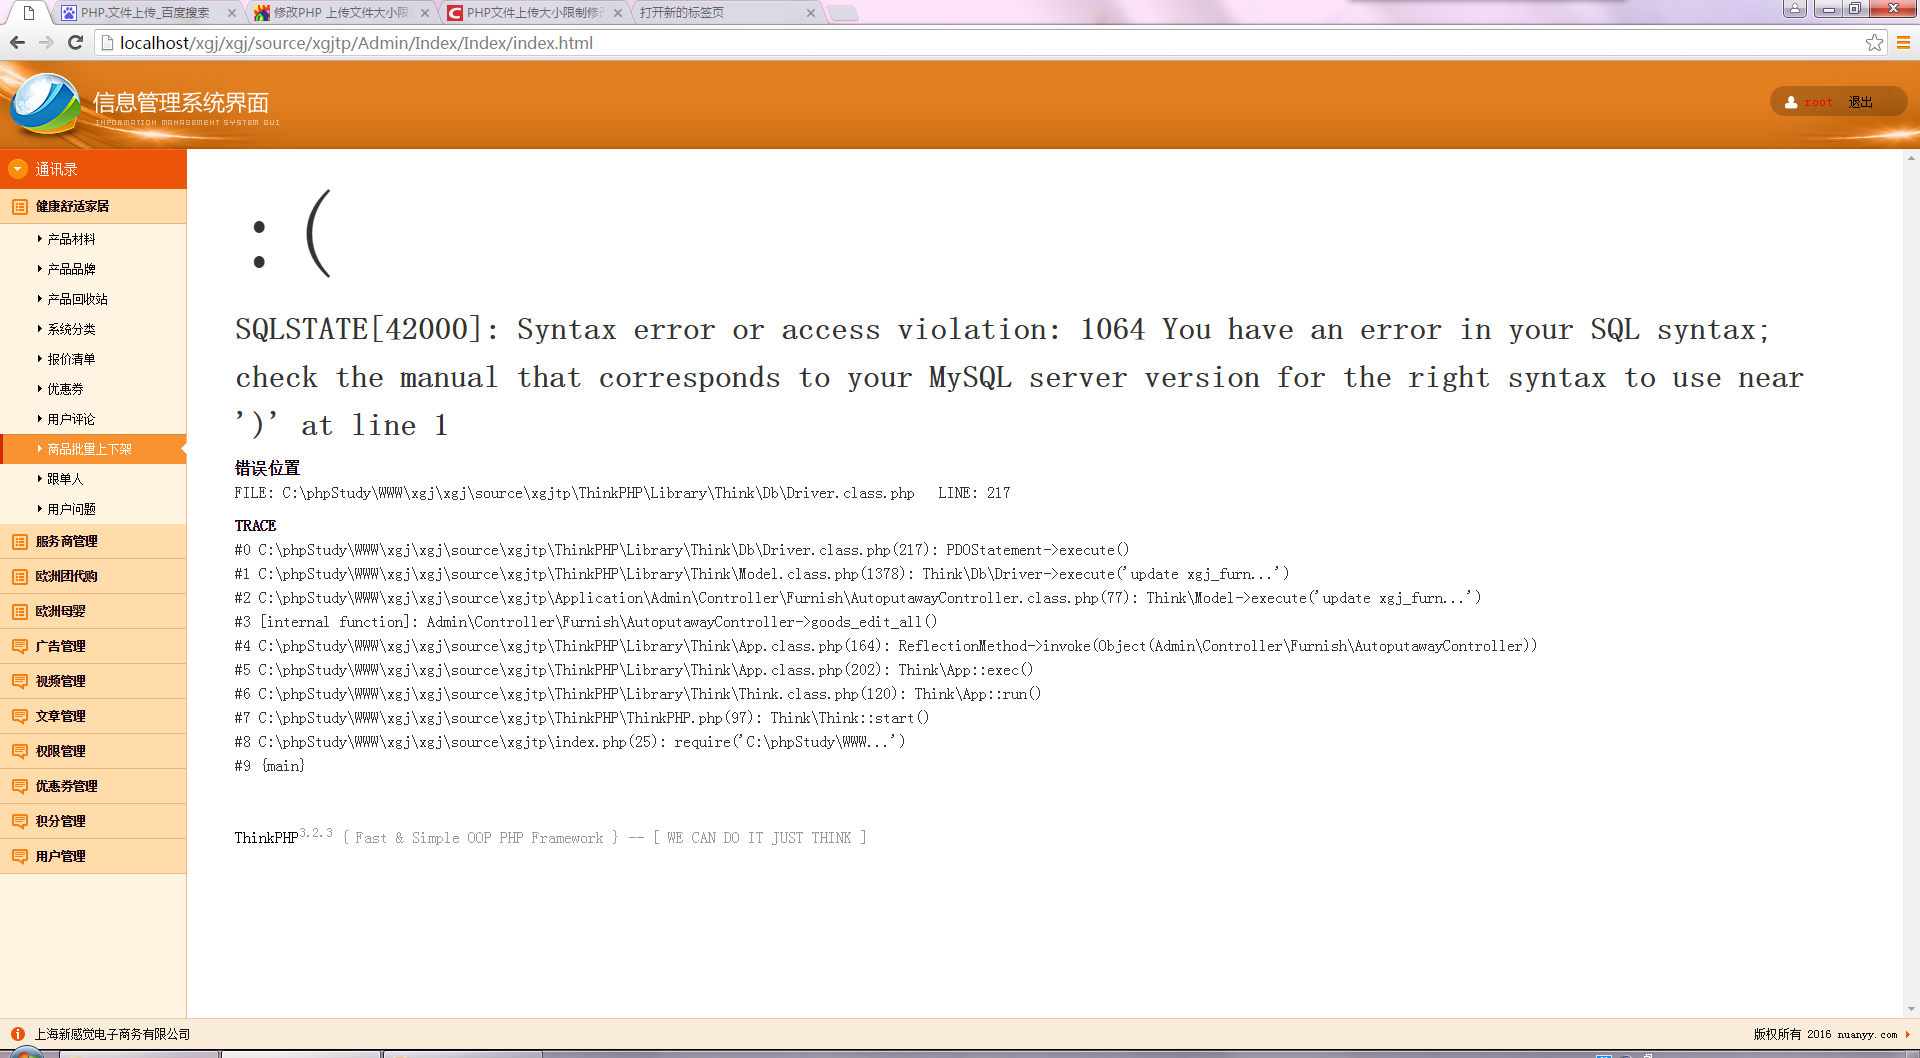 PHP.文件上传_百度搜索
修改PHP 上传文件大小限
PHP文件上传大小限制修
打开新的标签页
localhost/xgj/xgj/source/xgjtp/Admin/Index/Index/index.html
信息管理系统界面
INFORMATION MANAGEMENT SYSTEM GUI
root 退出
通讯录
健康舒适家居
产品材料
产品品牌
产品回收站
系统分类
报价清单
优惠券
用户评论
商品批量上下架
跟单人
用户问题
服务商管理
欧洲团代购
欧洲母婴
广告管理
视频管理
文章管理
权限管理
优惠券管理
积分管理
用户管理
:(
SQLSTATE[42000]: Syntax error or access violation: 1064 You have an error in your SQL syntax;
check the manual that corresponds to your MySQL server version for the right syntax to use near
')' at line 1
错误位置
FILE: C:\phpStudy\WWW\xgj\xgj\source\xgjtp\ThinkPHP\Library\Think\Db\Driver.class.php LINE: 217
TRACE
#0 C:\phpStudy\WWW\xgj\xgj\source\xgjtp\ThinkPHP\Library\Think\Db\Driver.class.php(217): PDOStatement->execute()
#1 C:\phpStudy\WWW\xgj\xgj\source\xgjtp\ThinkPHP\Library\Think\Model.class.php(1378): Think\Db\Driver->execute('update xgj_furn...')
#2 C:\phpStudy\WWW\xgj\xgj\source\xgjtp\Application\Admin\Controller\Furnish\AutoputawayController.class.php(77): Think\Model->execute('update xgj_furn...')
#3 [internal function]: Admin\Controller\Furnish\AutoputawayController->goods_edit_all()
#4 C:\phpStudy\WWW\xgj\xgj\source\xgjtp\ThinkPHP\Library\Think\App.class.php(164): ReflectionMethod->invoke(Object(Admin\Controller\Furnish\AutoputawayController))
#5 C:\phpStudy\WWW\xgj\xgj\source\xgjtp\ThinkPHP\Library\Think\App.class.php(202): Think\App::exec()
#6 C:\phpStudy\WWW\xgj\xgj\source\xgjtp\ThinkPHP\Library\Think\Think.class.php(120): Think\App::run()
#7 C:\phpStudy\WWW\xgj\xgj\source\xgjtp\ThinkPHP\ThinkPHP.php(97): Think\Think::start()
#8 C:\phpStudy\WWW\xgj\xgj\source\xgjtp\index.php(25): require('C:\phpStudy\WWW...')
#9 {main}
ThinkPHP3.2.3 { Fast & Simple OOP PHP Framework } -- [ WE CAN DO IT JUST THINK ]
上海新感觉电子商务有限公司
版权所有 2016 nuanyy.com